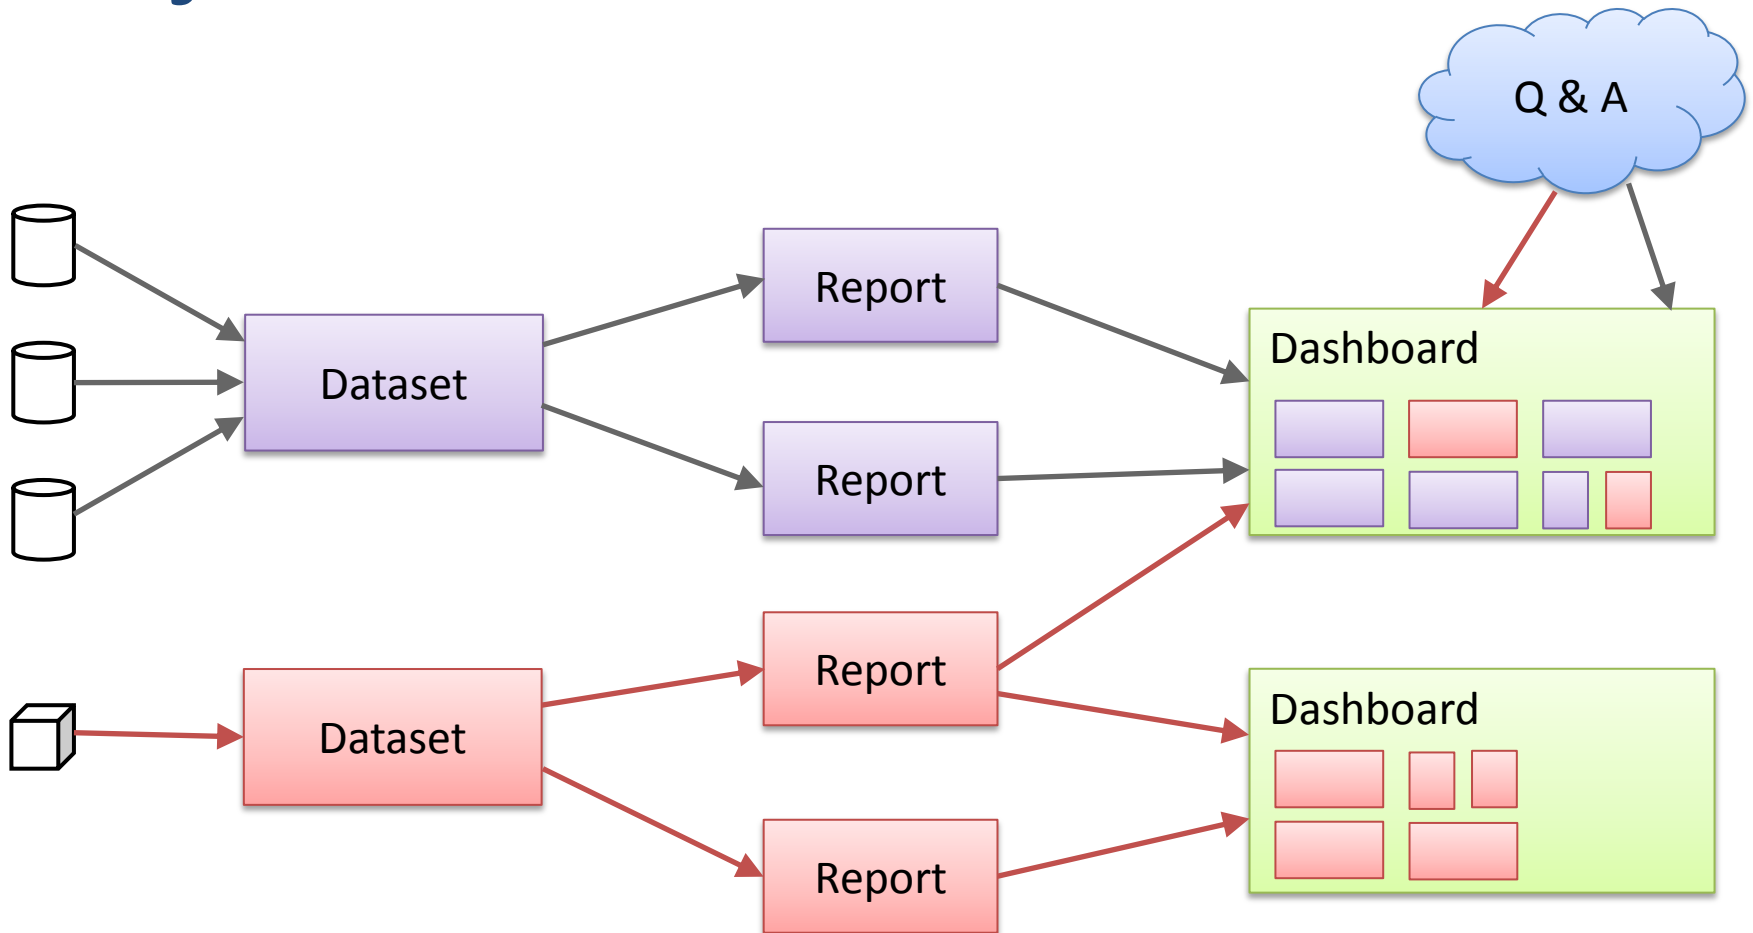 Q & A
Report
Dashboard
Dataset
Report
Report
Dashboard
Dataset
Report